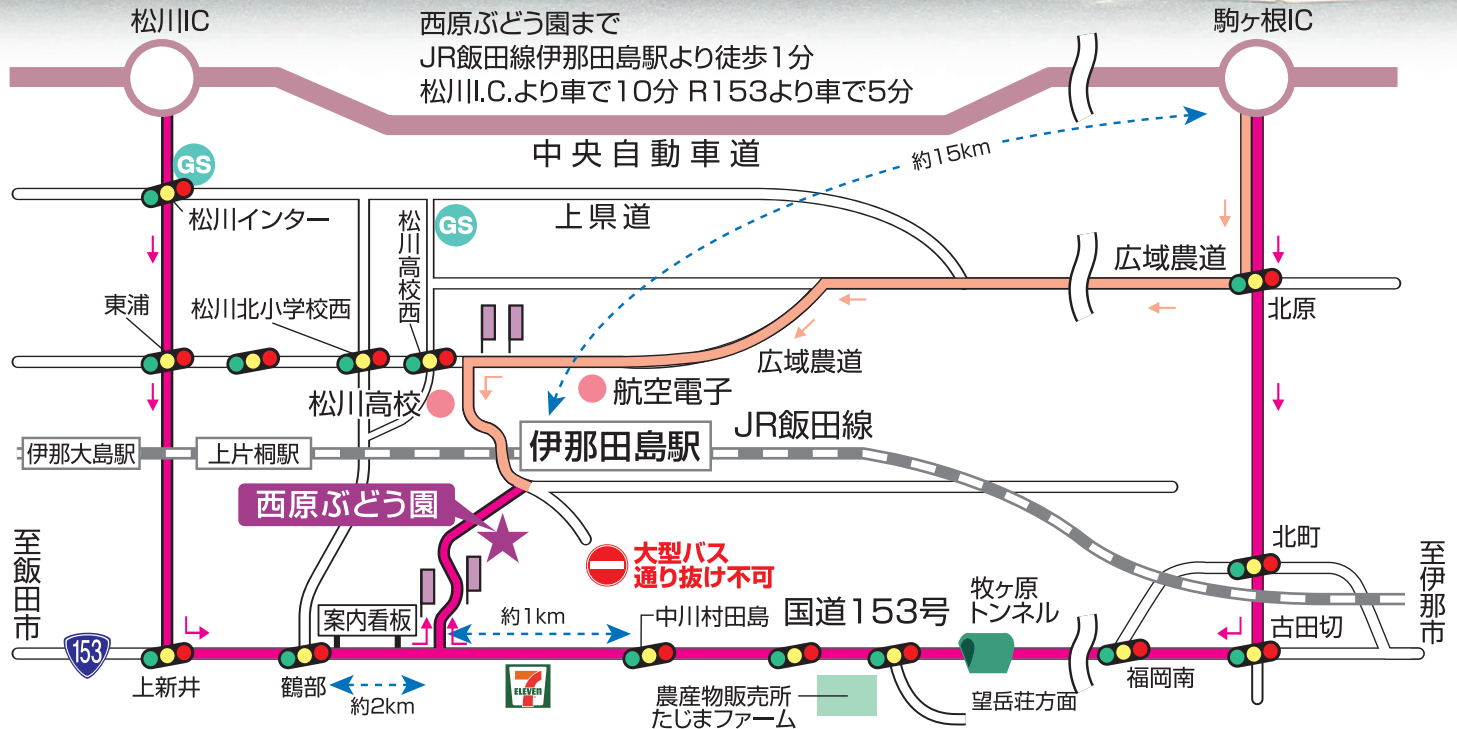 松川IC
西原ぶどう園まで
JR飯田線伊那田島駅より徒歩1分
松川I.C.より車で10分 R153より車で5分
駒ヶ根IC
中央自動車道
約15km
GS
松川インター
松川高校西
GS
上県道
広域農道
北原
東浦
松川北小学校西
広域農道
松川高校
航空電子
伊那大島駅
上片桐駅
伊那田島駅
JR飯田線
西原ぶどう園
大型バス
通り抜け不可
北町
至飯田市
至伊那市
案内看板
約1km
中川村田島
国道153号
牧ヶ原
トンネル
古田切
153
上新井
鶴部
約2km
7
ELEVEN
農産物販売所
たじまファーム
望岳荘方面
福岡南